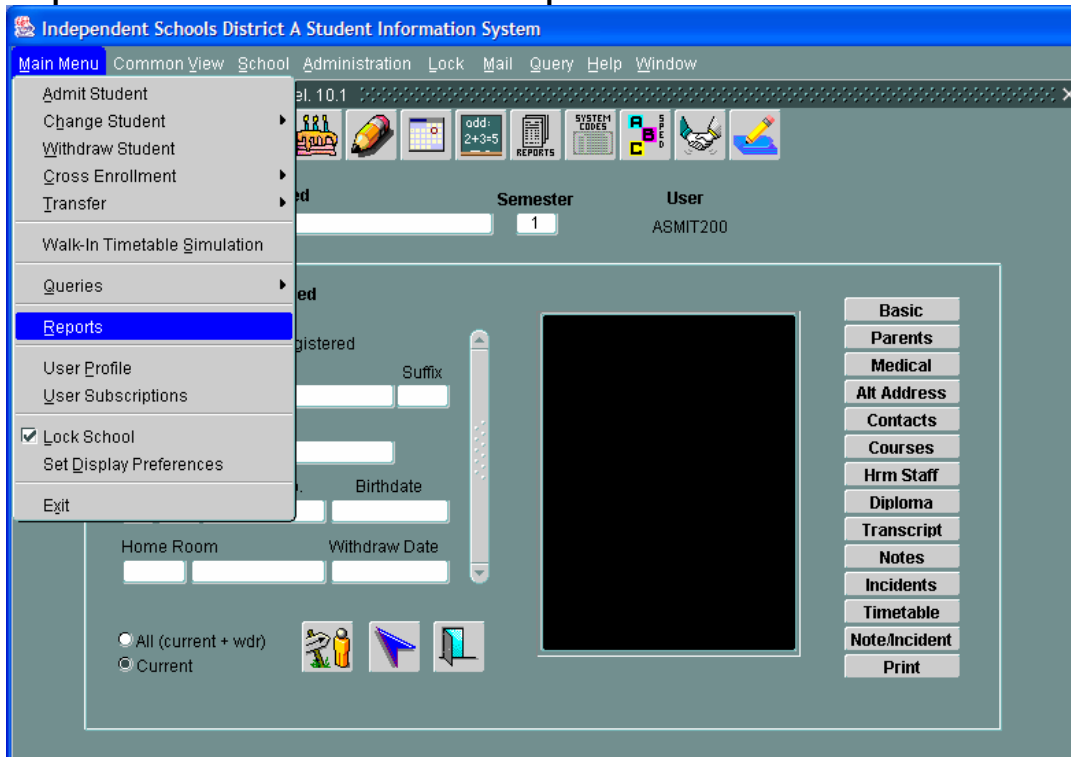 Independent Schools District A Student Information System
Main Menu Common View School Administration Lock Mail Query Help Window
Admit Student
Change Student
Withdraw Student
Cross Enrollment
Transfer
Walk-In Timetable Simulation
Queries
Reports
User Profile
User Subscriptions
Lock School
Set Display Preferences
Exit
el. 10.1
odd:
2+3=5
REPORTS
SYSTEM
CODES
A B C
SPED
ed
Semester
User
1
ASMIT200
ed
gistered
Suffix
Birthdate
Home Room
Withdraw Date
All (current + wdr)
Current
Basic
Parents
Medical
Alt Address
Contacts
Courses
Hrm Staff
Diploma
Transcript
Notes
Incidents
Timetable
Note/Incident
Print